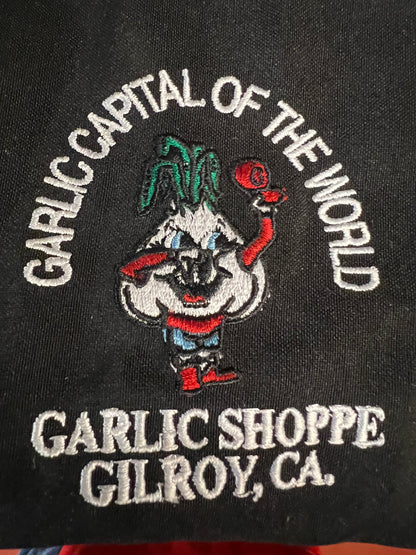 GARLIC CAPITAL OF THE WORLD
GARLIC SHOPPE
GILROY, CA.